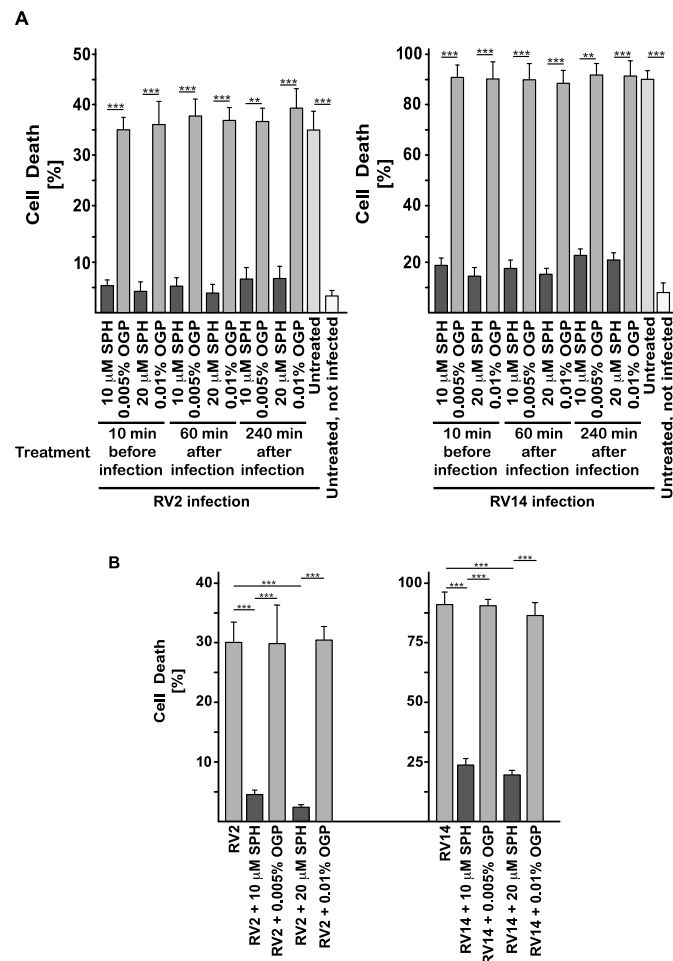 A
50
40
30
10
Cell Death
[%]
***
***
***
***
**
***
***
10 µM SPH
0.005% OGP
20 µM SPH
0.01% OGP
10 µM SPH
0.005% OGP
20 µM SPH
0.01% OGP
10 µM SPH
0.005% OGP
20 µM SPH
0.01% OGP
Untreated
Untreated, not infected
Treatment
10 min
before
infection
60 min
after
infection
240 min
after
infection
RV2 infection
100
80
80
40
20
Cell Death
[%]
***
***
***
***
**
***
***
10 µM SPH
0.005% OGP
20 µM SPH
0.01% OGP
10 µM SPH
0.005% OGP
20 µM SPH
0.01% OGP
10 µM SPH
0.005% OGP
20 µM SPH
0.01% OGP
Untreated
Untreated, not infected
10 min
before
infection
60 min
after
infection
240 min
after
infection
RV14 infection
B
40
30
20
10
Cell Death
[%]
***
***
***
***
RV2
RV2 + 10 µM SPH
RV2 + 0.005% OGP
RV2 + 20 µM SPH
RV2 + 0.01% OGP
100
75
50
25
Cell Death
[%]
***
***
***
***
RV14
RV14 + 10 µM SPH
RV14 + 0.005% OGP
RV14 + 20 µM SPH
RV14 + 0.01% OGP